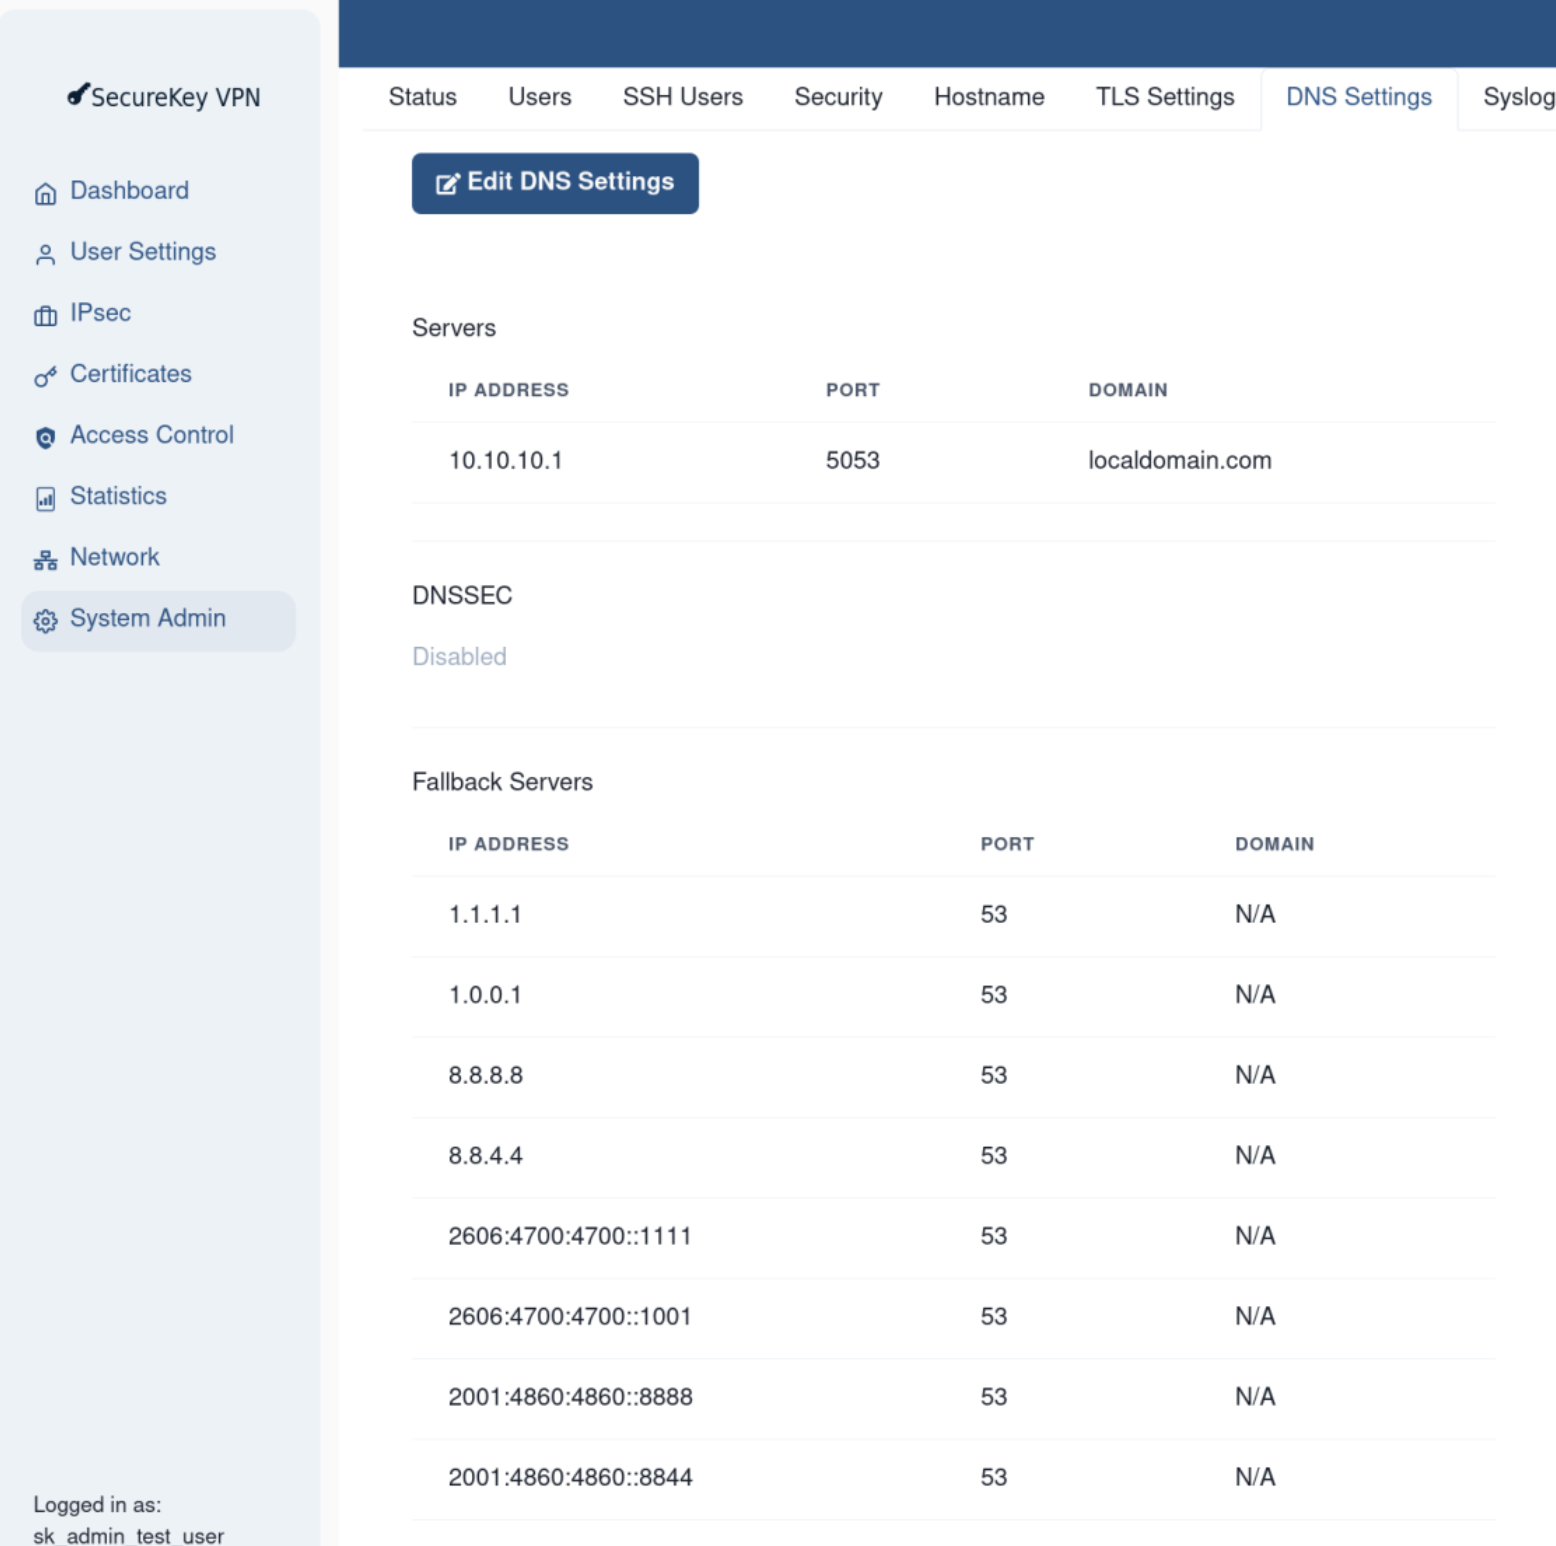 SecureKey VPN
Dashboard
User Settings
IPsec
Certificates
Access Control
Statistics
Network
System Admin
Logged in as:
sk_admin_test_user
Status Users SSH Users Security Hostname TLS Settings DNS Settings Syslog
Edit DNS Settings
Servers
IP ADDRESS PORT DOMAIN
10.10.10.1 5053 localdomain.com
DNSSEC
Disabled
Fallback Servers
IP ADDRESS PORT DOMAIN
1.1.1.1 53 N/A
1.0.0.1 53 N/A
8.8.8.8 53 N/A
8.8.4.4 53 N/A
2606:4700:4700::1111 53 N/A
2606:4700:4700::1001 53 N/A
2001:4860:4860::8888 53 N/A
2001:4860:4860::8844 53 N/A